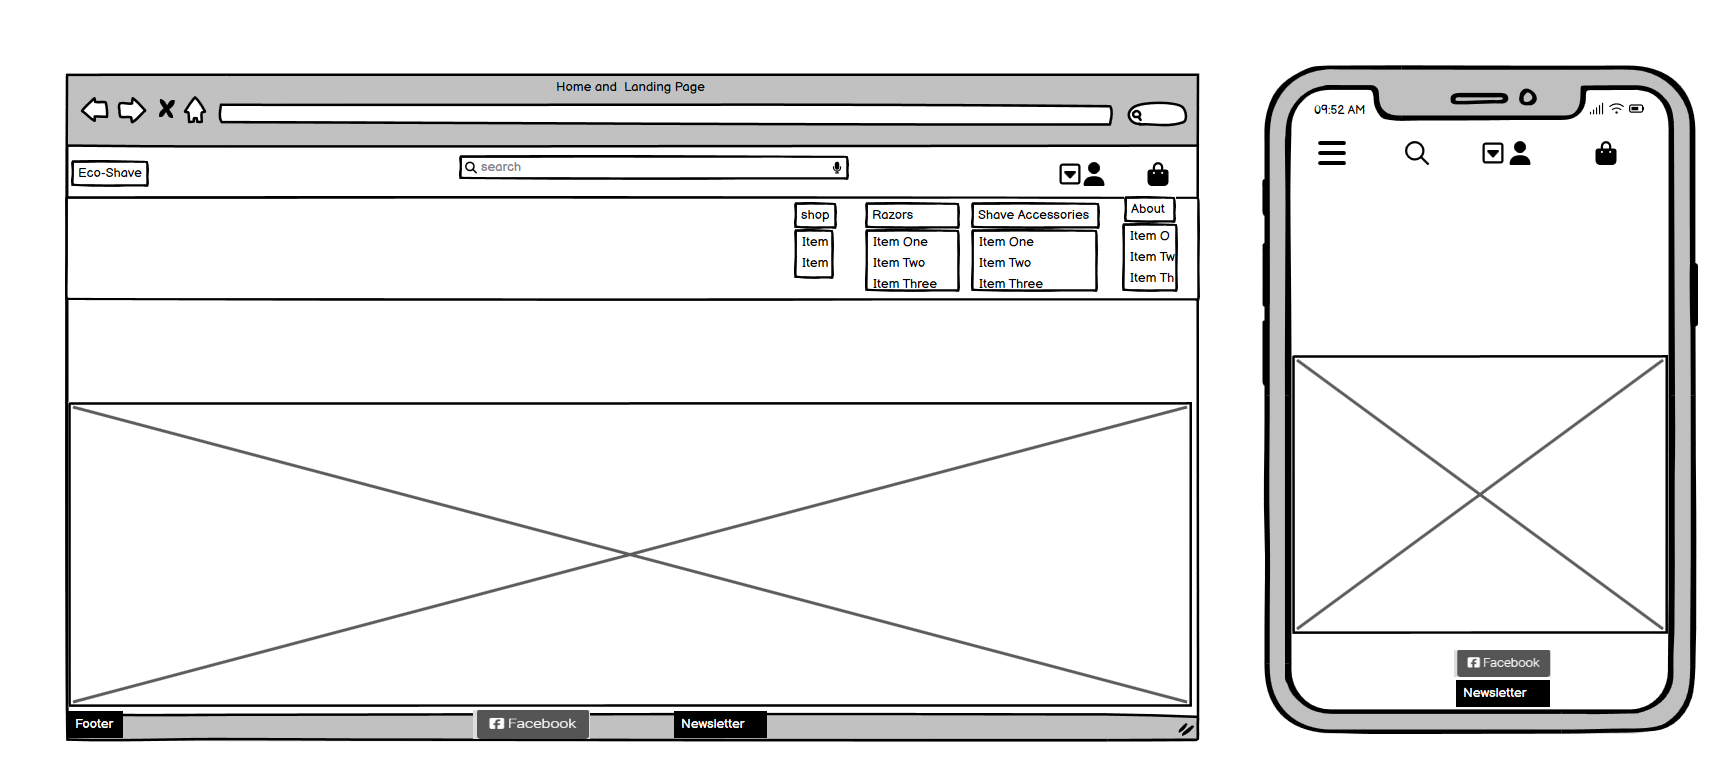 Home and  Landing Page
Eco-Shave
search
shop
Razors
Shave Accessories
About
Item
Item
Item One
Item Two
Item Three
Item One
Item Two
Item Three
Item O
Item Tw
Item Th
Footer
Facebook
Newsletter
09:52 AM
Facebook
Newsletter